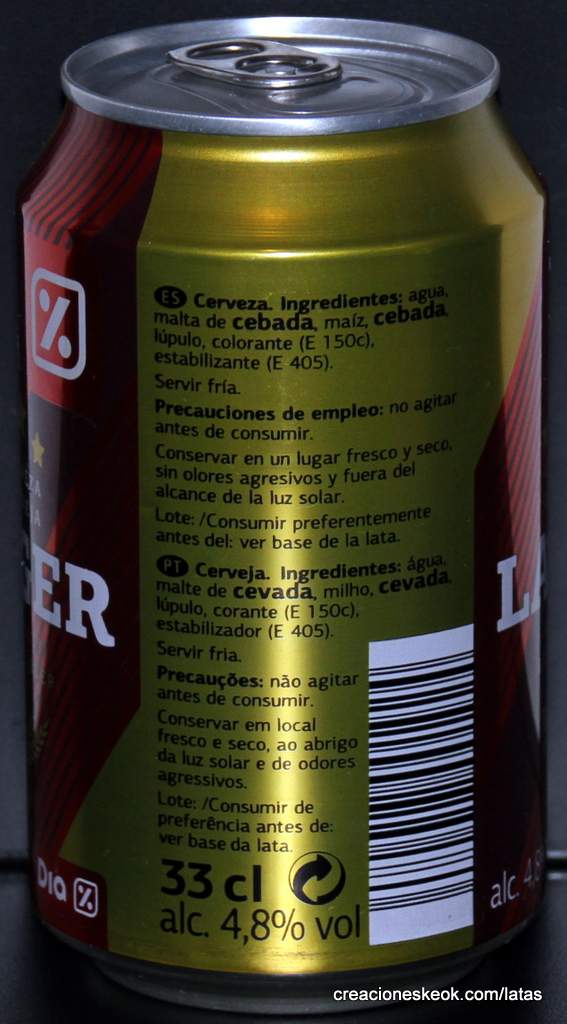 ES Cerveza. Ingredientes: agua,
malta de cebada, maíz, cebada,
lúpulo, colorante (E 150c),
estabilizante (E 405).
Servir fría.
Precauciones de empleo: no agitar
antes de consumir.
Conservar en un lugar fresco y seco,
sin olores agresivos y fuera del
alcance de la luz solar.
Lote: /Consumir preferentemente
antes del: ver base de la lata.
PT Cerveja. Ingredientes: água,
malte de cevada, milho, cevada,
lúpulo, corante (E 150c),
estabilizador (E 405).
Servir fria.
Precauções: não agitar
antes de consumir.
Conservar em local
fresco e seco, ao abrigo
da luz solar e de odores
agressivos.
Lote: /Consumir de
preferência antes de:
ver base da lata.
33 cl
alc. 4,8% vol
%
GER
Dia %
LA
alc. 4,8
creacioneskeok.com/latas